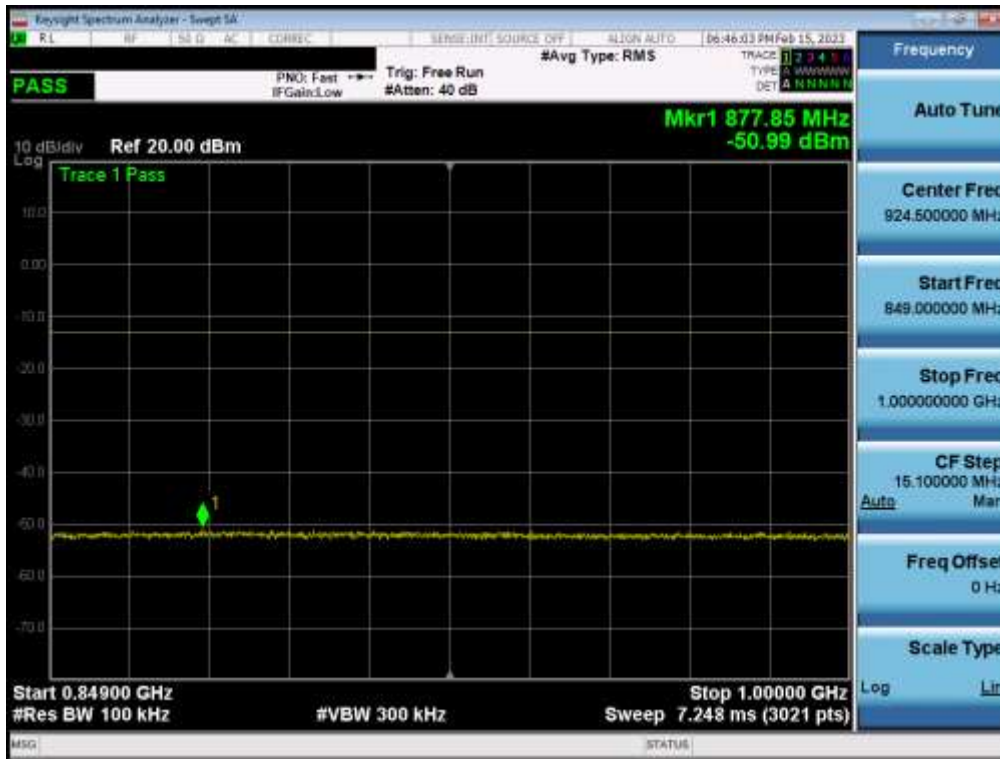 Keysight Spectrum Analyzer - Swept SA
RL RF 50 Ω AC CORREC SENSE:INT SOURCE OFF ALIGN AUTO 06:46:03 PM Feb 15, 2023
#Avg Type: RMS
TRACE 1 2 3 4 5 6
TYPE A WWWWW
DET A N N N N N
PASS
PNO: Fast
IFGain:Low
Trig: Free Run
#Atten: 40 dB
Mkr1 877.85 MHz
-50.99 dBm
10 dB/div
Log
Ref 20.00 dBm
Trace 1 Pass
10.0
0.00
-10.0
-20.0
-30.0
-40.0
-50.0
-60.0
-70.0
1
Start 0.84900 GHz
Stop 1.00000 GHz
#Res BW 100 kHz
#VBW 300 kHz
Sweep 7.248 ms (3021 pts)
MSG
STATUS
Frequency
Auto Tune
Center Freq
924.500000 MHz
Start Freq
849.000000 MHz
Stop Freq
1.000000000 GHz
CF Step
15.100000 MHz
Auto Man
Freq Offset
0 Hz
Scale Type
Log Lin